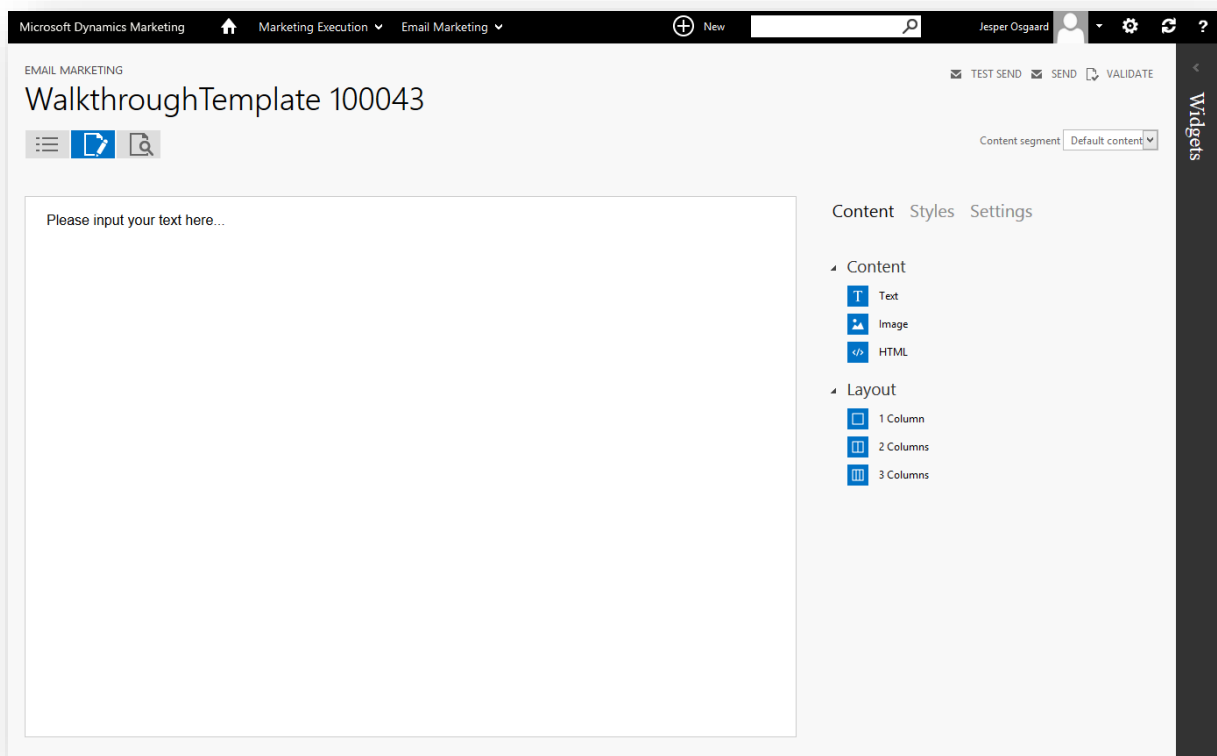 Microsoft Dynamics Marketing Marketing Execution Email Marketing New Jesper Osgaard ?
EMAIL MARKETING
TEST SEND SEND VALIDATE
WalkthroughTemplate 100043
Widgets
Content segment Default content
Please input your text here...
Content Styles Settings
Content
T Text
Image
</> HTML
Layout
1 Column
2 Columns
3 Columns